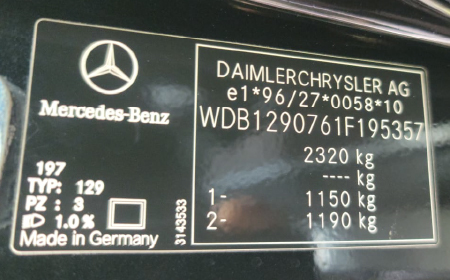 Mercedes-Benz
197
TYP: 129
PZ : 3
1.0%
Made in Germany
3143533
DAIMLERCHRYSLER AG
e1*96/27*0058*10
WDB1290761F195357
2320 kg
---- kg
1- 1150 kg
2- 1190 kg